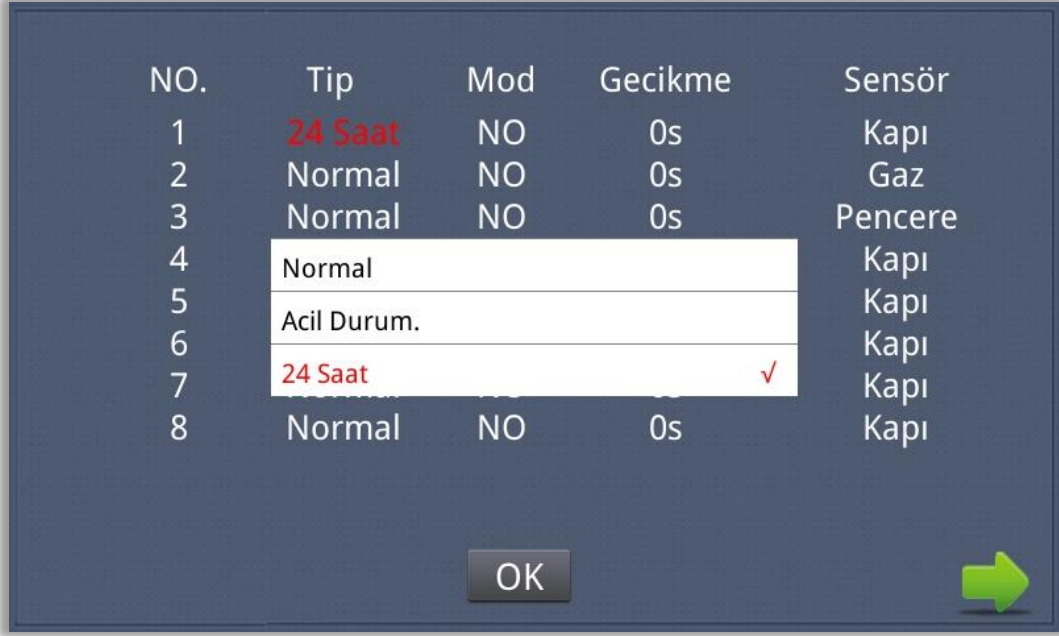 NO. Tip Mod Gecikme Sensör
1 24 Saat NO 0s Kapı
2 Normal NO 0s Gaz
3 Normal NO 0s Pencere
4 Kapı
Normal
5 Kapı
Acil Durum.
6 Kapı
24 Saat √
7 Kapı
8 Normal NO 0s Kapı
OK